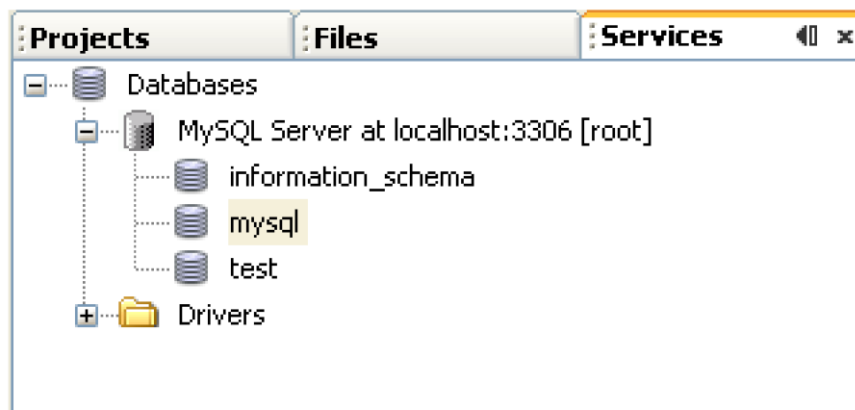 Projects Files Services
Databases
MySQL Server at localhost:3306 [root]
information_schema
mysql
test
Drivers